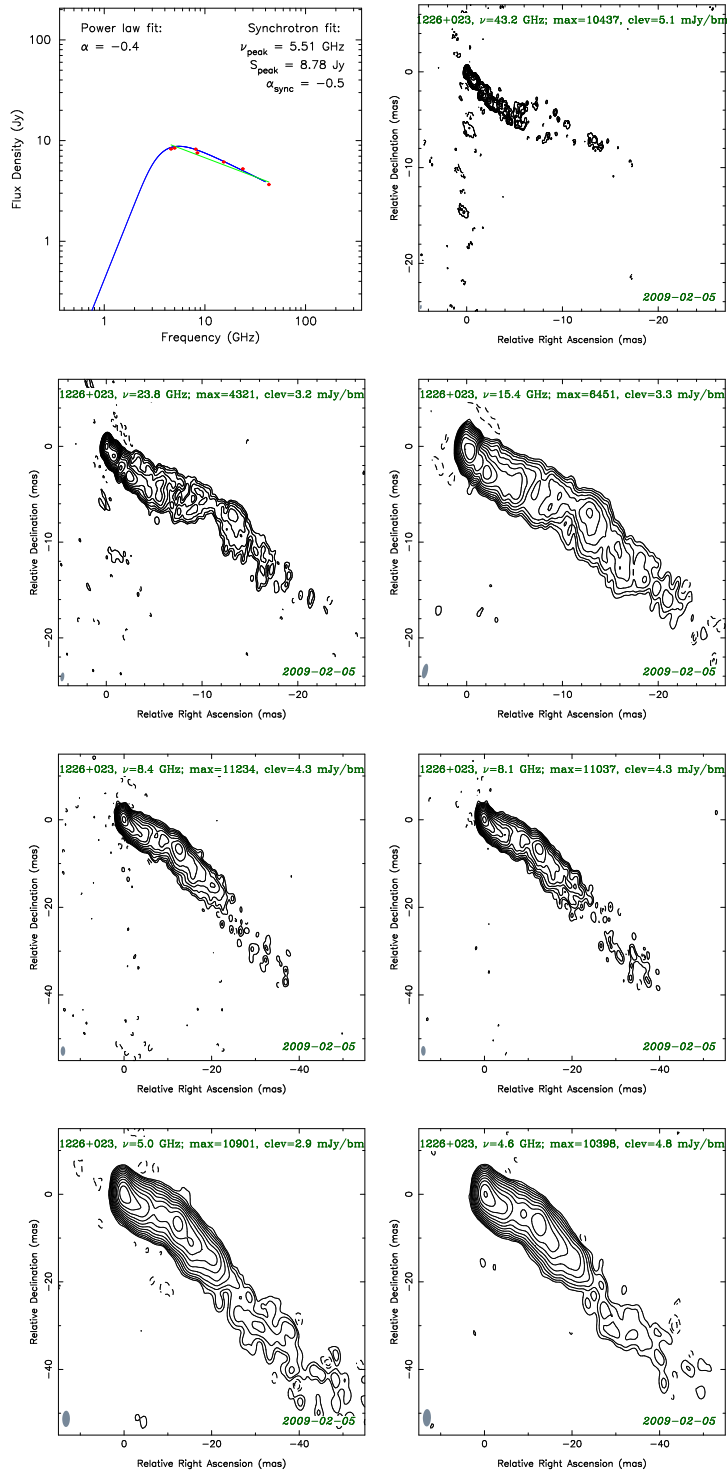 Power law fit:
α = −0.4
Synchrotron fit:
ν_peak = 5.51 GHz
S_peak = 8.78 Jy
α_sync = −0.5
Flux Density (Jy)
100
10
1
1
10
100
Frequency (GHz)
1226+023, ν=43.2 GHz; max=10437, clev=5.1 mJy/bm
Relative Declination (mas)
0
−10
−20
2009−02−05
0
−10
−20
Relative Right Ascension (mas)
1226+023, ν=23.8 GHz; max=4321, clev=3.2 mJy/bm
Relative Declination (mas)
0
−10
−20
2009−02−05
0
−10
−20
Relative Right Ascension (mas)
1226+023, ν=15.4 GHz; max=6451, clev=3.3 mJy/bm
Relative Declination (mas)
0
−10
−20
2009−02−05
0
−10
−20
Relative Right Ascension (mas)
1226+023, ν=8.4 GHz; max=11234, clev=4.3 mJy/bm
Relative Declination (mas)
0
−20
−40
2009−02−05
0
−20
−40
Relative Right Ascension (mas)
1226+023, ν=8.1 GHz; max=11037, clev=4.3 mJy/bm
Relative Declination (mas)
0
−20
−40
2009−02−05
0
−20
−40
Relative Right Ascension (mas)
1226+023, ν=5.0 GHz; max=10901, clev=2.9 mJy/bm
Relative Declination (mas)
0
−20
−40
2009−02−05
0
−20
−40
Relative Right Ascension (mas)
1226+023, ν=4.6 GHz; max=10398, clev=4.8 mJy/bm
Relative Declination (mas)
0
−20
−40
2009−02−05
0
−20
−40
Relative Right Ascension (mas)